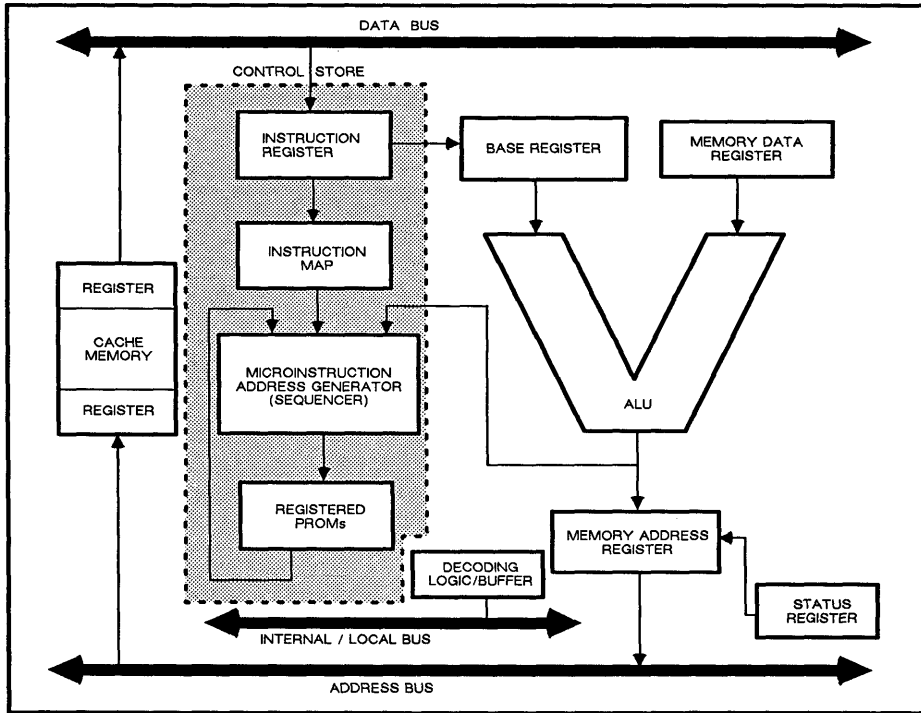 DATA BUS
CONTROL STORE
INSTRUCTION
REGISTER
BASE REGISTER
MEMORY DATA
REGISTER
INSTRUCTION
MAP
REGISTER
CACHE
MEMORY
REGISTER
MICROINSTRUCTION
ADDRESS GENERATOR
(SEQUENCER)
ALU
REGISTERED
PROMs
MEMORY ADDRESS
REGISTER
DECODING
LOGIC/BUFFER
STATUS
REGISTER
INTERNAL / LOCAL BUS
ADDRESS BUS